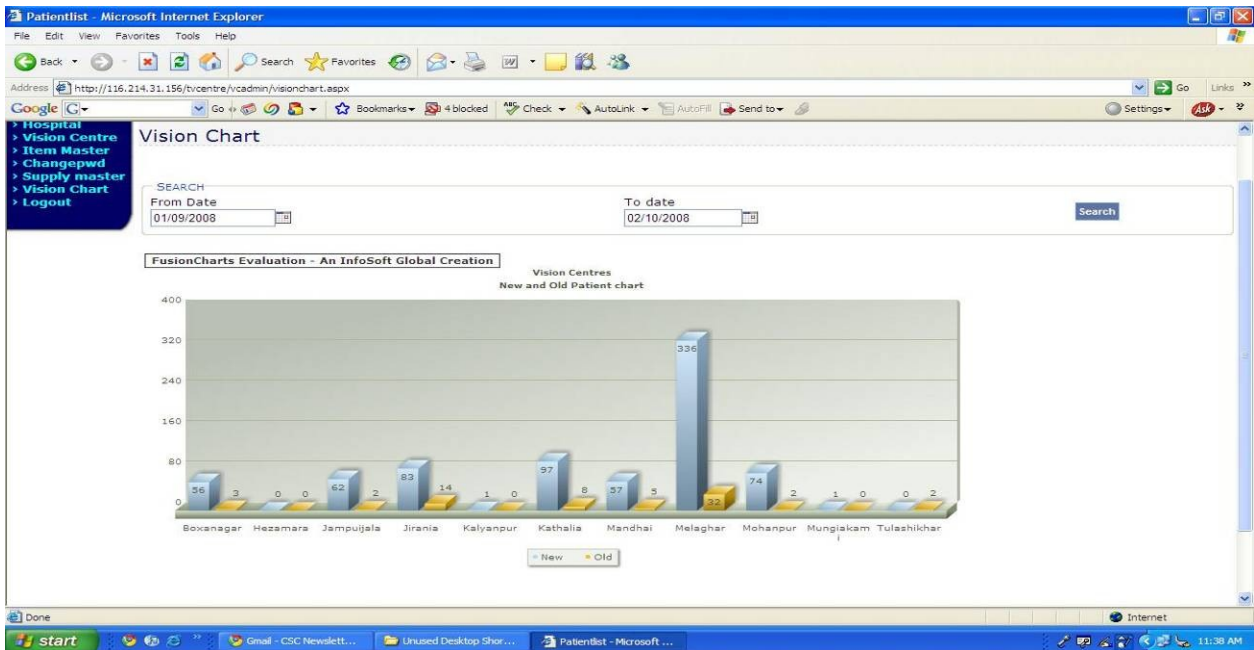 Patientlist - Microsoft Internet Explorer
File Edit View Favorites Tools Help
Back Search Favorites
Address http://116.214.31.156/tvcentre/vcadmin/visionchart.aspx Go Links »
Google G Go Bookmarks 4 blocked ABC Check AutoLink AutoFill Send to Settings Ask
> Hospital
> Vision Centre
> Item Master
> Changepwd
> Supply master
> Vision Chart
> Logout
Vision Chart
SEARCH
From Date To date
01/09/2008 02/10/2008 Search
FusionCharts Evaluation - An InfoSoft Global Creation
Vision Centres
New and Old Patient chart
400
320
240
160
80
0
56 3 0 0 62 2 83 14 1 0 97 8 57 5 336 32 74 2 1 0 0 2
Boxanagar Hezamara Jampuijala Jirania Kalyanpur Kathalia Mandhai Melaghar Mohanpur Mungiakam Tulashikhar
i
New Old
Done Internet
start Gmail - CSC Newslett... Unused Desktop Shor... Patientlist - Microsoft ... 11:38 AM